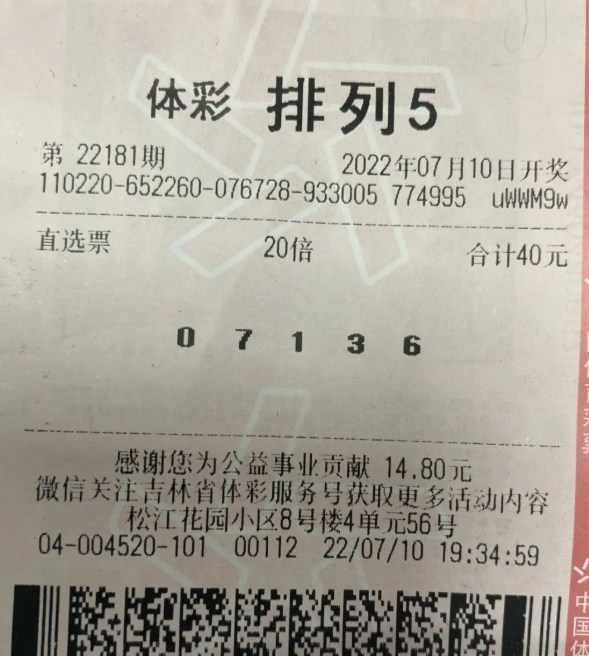 体彩 排列5
第 22181期 2022年07月10日开奖
110220-652260-076728-933005 774995 uWWM9w
直选票 20倍 合计40元
0 7 1 3 6
感谢您为公益事业贡献 14.80元
微信关注吉林省体彩服务号获取更多活动内容
松江花园小区8号楼4单元56号
04-004520-101 00112 22/07/10 19:34:59
中国体